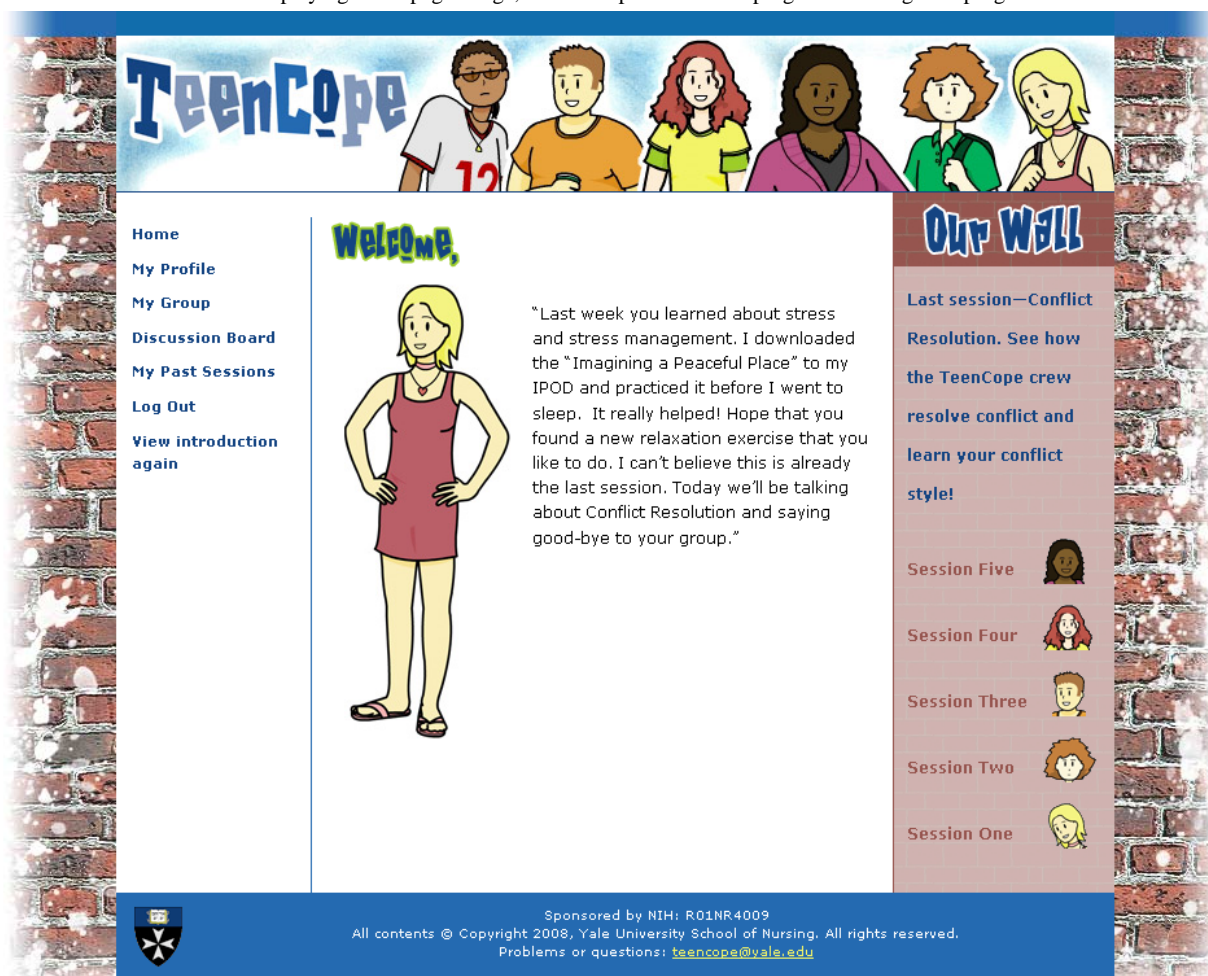 TeenCope
12
Home
My Profile
My Group
Discussion Board
My Past Sessions
Log Out
View introduction
again
Welcome,
“Last week you learned about stress
and stress management. I downloaded
the “Imagining a Peaceful Place” to my
IPOD and practiced it before I went to
sleep.  It really helped! Hope that you
found a new relaxation exercise that you
like to do. I can’t believe this is already
the last session. Today we’ll be talking
about Conflict Resolution and saying
good-bye to your group.”
Our Wall
Last session—Conflict
Resolution. See how
the TeenCope crew
resolve conflict and
learn your conflict
style!
Session Five
Session Four
Session Three
Session Two
Session One
Sponsored by NIH: R01NR4009
All contents © Copyright 2008, Yale University School of Nursing. All rights reserved.
Problems or questions: teencope@yale.edu